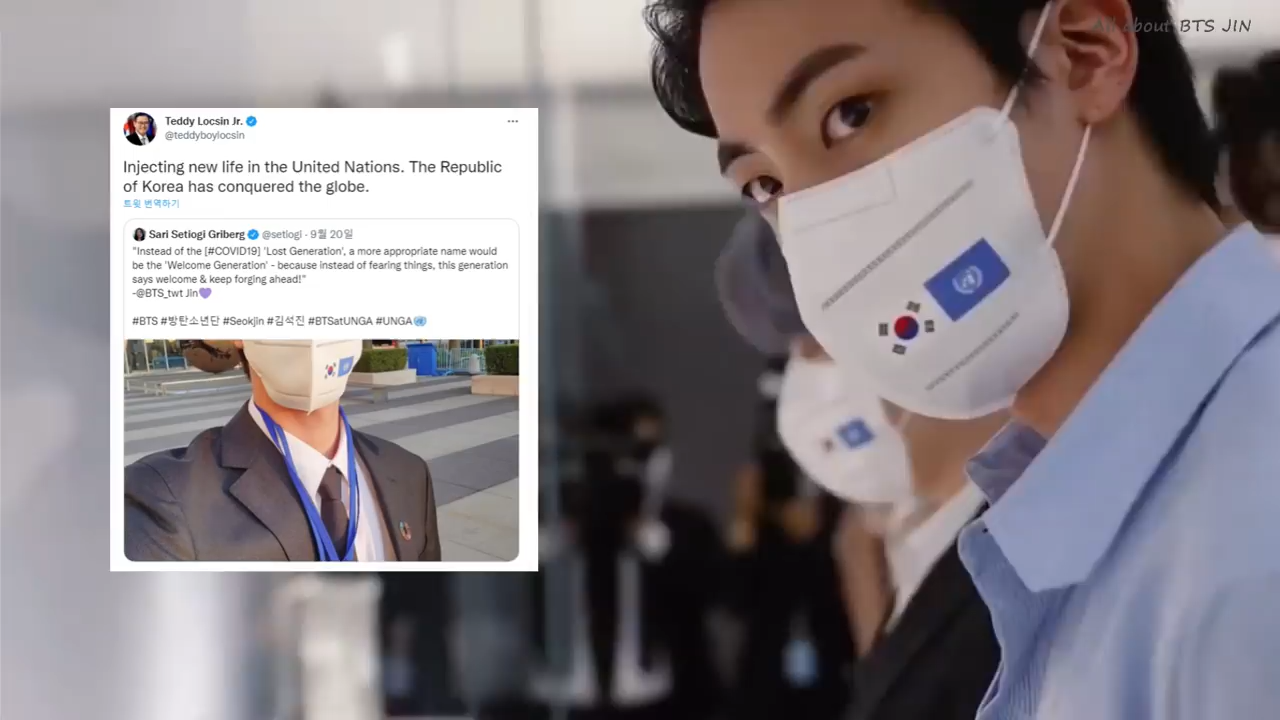 All about BTS JIN
Teddy Locsin Jr.
@teddyboylocsin
Injecting new life in the United Nations. The Republic
of Korea has conquered the globe.
트윗 번역하기
Sari Setiogi Griberg @setiogi · 9월 20일
"Instead of the [#COVID19] 'Lost Generation', a more appropriate name would
be the 'Welcome Generation' - because instead of fearing things, this generation
says welcome & keep forging ahead!"
-@BTS_twt Jin💜
#BTS #방탄소년단 #Seokjin #김석진 #BTSatUNGA #UNGA🇺🇳